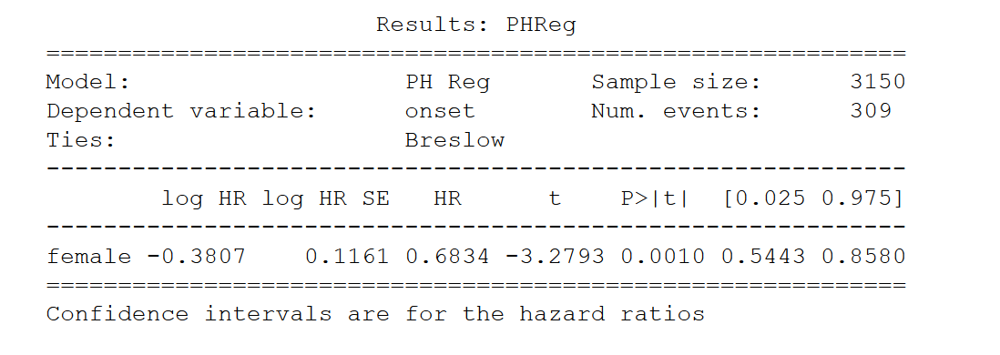 Results: PHReg
============================================================
Model: PH Reg Sample size: 3150
Dependent variable: onset Num. events: 309
Ties: Breslow
------------------------------------------------------------
log HR log HR SE HR t P>|t| [0.025 0.975]
------------------------------------------------------------
female -0.3807 0.1161 0.6834 -3.2793 0.0010 0.5443 0.8580
============================================================
Confidence intervals are for the hazard ratios